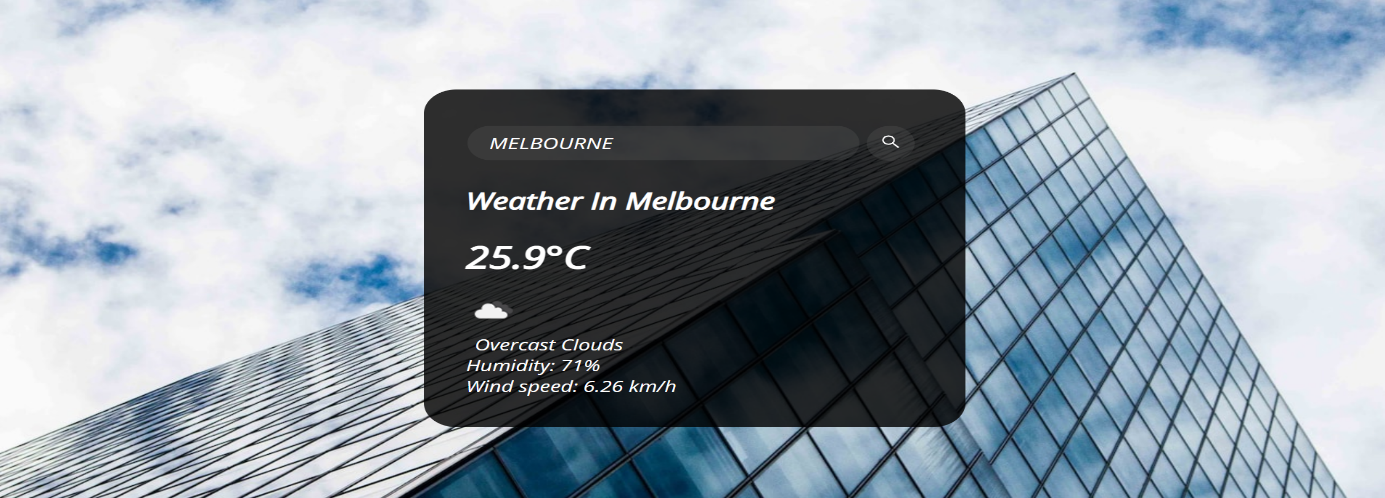 MELBOURNE
Weather In Melbourne
25.9°C
Overcast Clouds
Humidity: 71%
Wind speed: 6.26 km/h